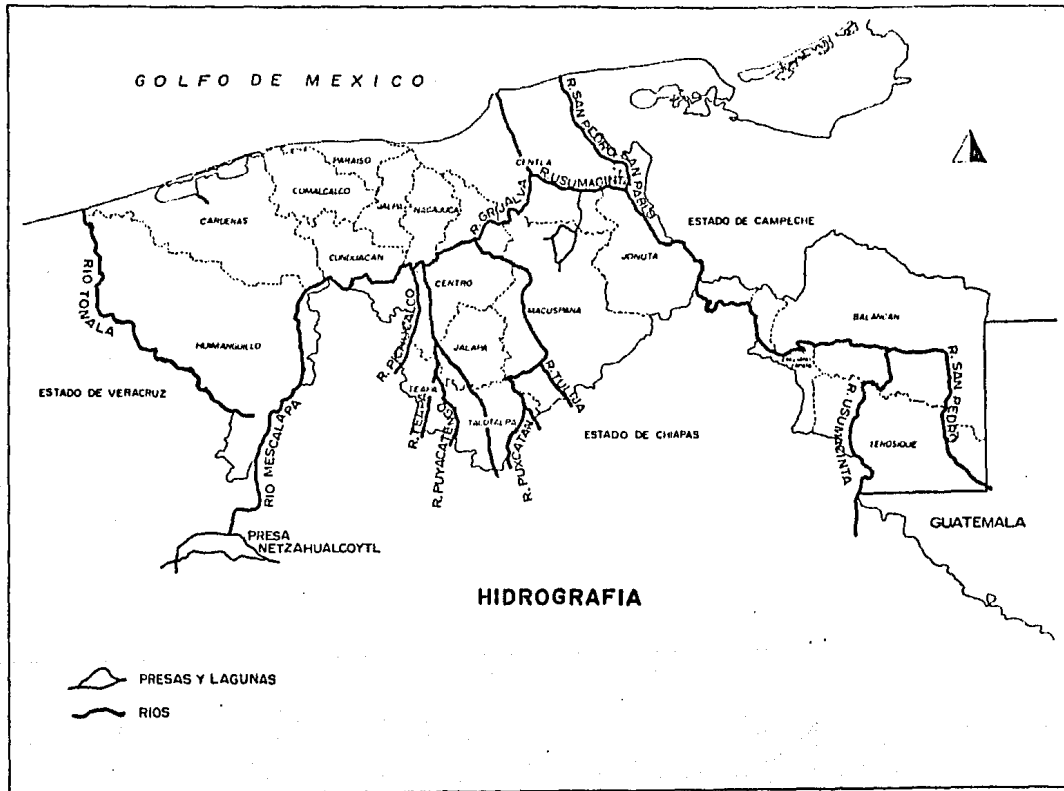 GOLFO DE MEXICO
R. SAN PEDRO SAN PABLO
CENTLA
R. USUMACINTA
PARAISO
COMALCALCO
JALPA
NACAJUCA
R. GRIJALVA
CARDENAS
ESTADO DE CAMPECHE
CUNDUACAN
JONUTA
RIO TONALA
CENTRO
MACUSPANA
BALANCAN
R. PICHUCALCO
HUIMANGUILLO
JALAPA
R. SAN PEDRO
R. TULIJA
TEAPA
ESTADO DE VERACRUZ
R. USUMACINTA
RIO MESCALAPA
R. TEAPA
R. PUYACATENGO
TACOTALPA
R. PUXCATAN
ESTADO DE CHIAPAS
TENOSIQUE
GUATEMALA
PRESA
NETZAHUALCOYTL
HIDROGRAFIA
PRESAS Y LAGUNAS
RIOS